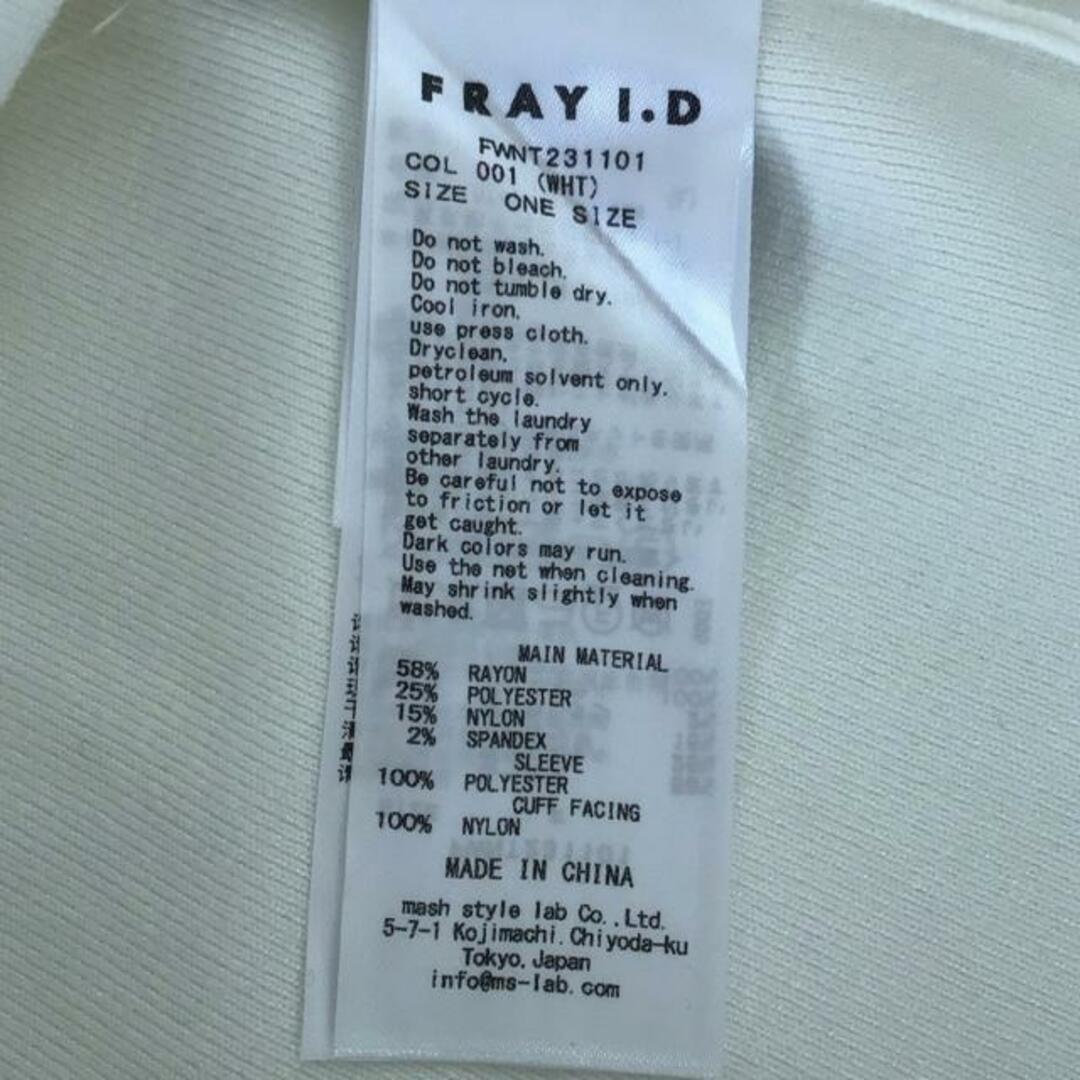 FRAY I.D
FWNT231101
COL 001 (WHT)
SIZE ONE SIZE
Do not wash.
Do not bleach.
Do not tumble dry.
Cool iron.
use press cloth.
Dryclean.
petroleum solvent only.
short cycle.
Wash the laundry
separately from
other laundry.
Be careful not to expose
to friction or let it
get caught.
Dark colors may run.
Use the net when cleaning.
May shrink slightly when
washed.
MAIN MATERIAL
58% RAYON
25% POLYESTER
15% NYLON
2% SPANDEX
SLEEVE
100% POLYESTER
CUFF FACING
100% NYLON
MADE IN CHINA
mash style lab Co.,Ltd.
5-7-1 Kojimachi.Chiyoda-ku
Tokyo.Japan
info@ms-lab.com